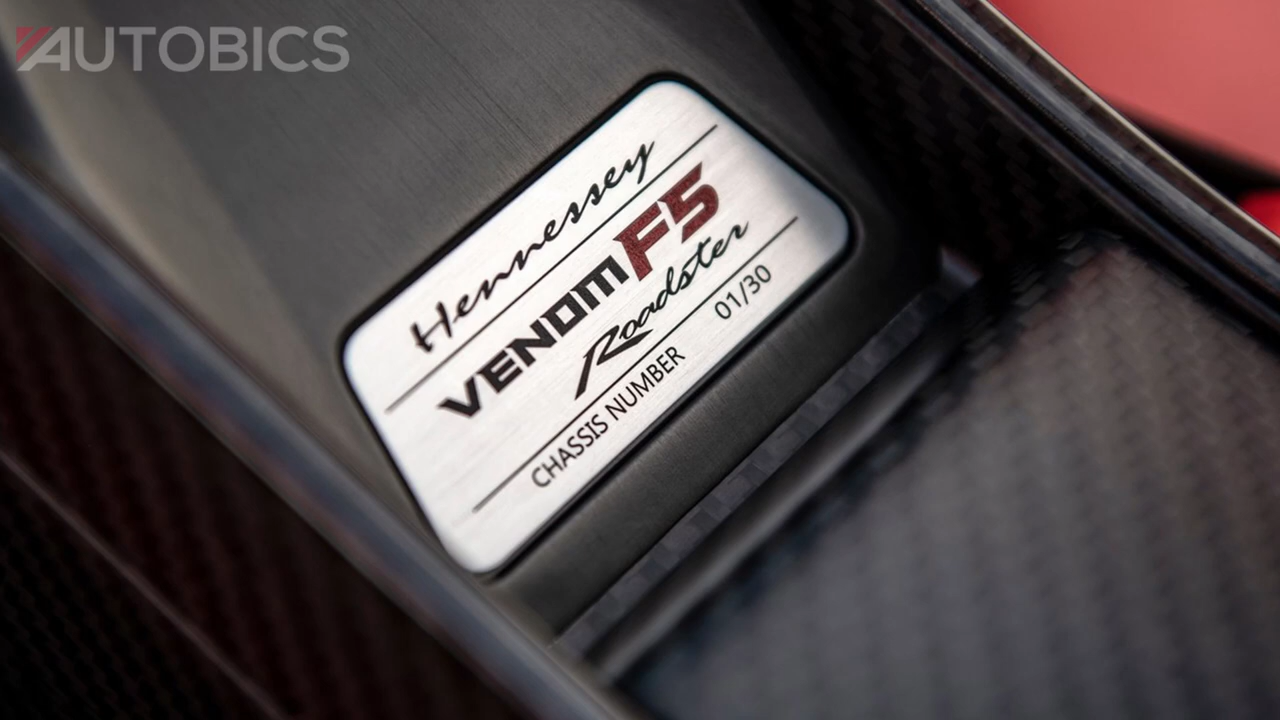 AUTOBICS
Hennessey
VENOM F5
Roadster
CHASSIS NUMBER 01/30